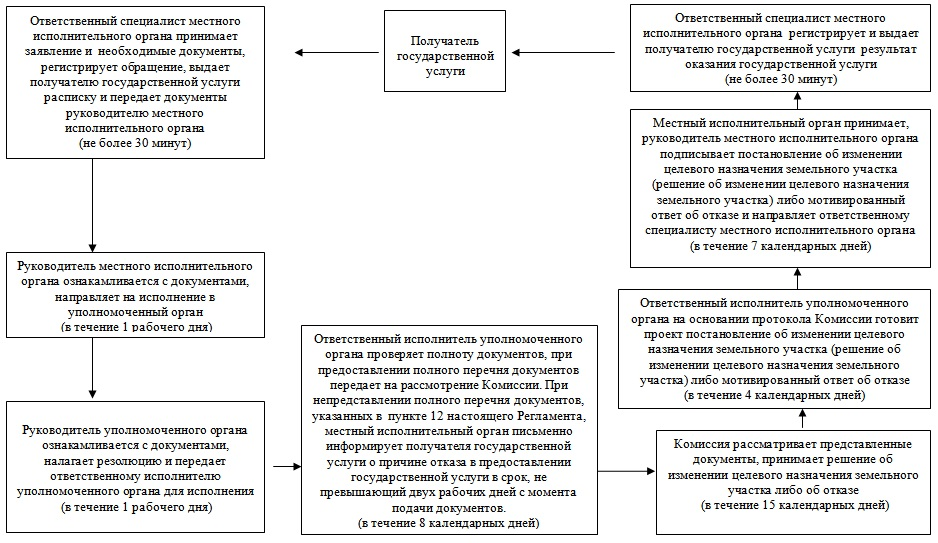 Получатель
государственной
услуги
Ответственный специалист местного
исполнительного органа принимает
заявление и необходимые документы,
регистрирует обращение, выдает
получателю государственной услуги
расписку и передает документы
руководителю местного
исполнительного органа
(не более 30 минут)
Руководитель местного исполнительного
органа ознакамливается с документами,
направляет на исполнение в
уполномоченный орган
(в течение 1 рабочего дня)
Руководитель уполномоченного органа
ознакамливается с документами,
налагает резолюцию и передает
ответственному исполнителю
уполномоченного органа для исполнения
(в течение 1 рабочего дня)
Ответственный исполнитель уполномоченного
органа проверяет полноту документов, при
предоставлении полного перечня документов
передает на рассмотрение Комиссии. При
непредставлении полного перечня документов,
указанных в пункте 12 настоящего Регламента,
местный исполнительный орган письменно
информирует получателя государственной
услуги о причине отказа в предоставлении
государственной услуги в срок, не
превышающий двух рабочих дней с момента
подачи документов.
(в течение 8 календарных дней)
Комиссия рассматривает представленные
документы, принимает решение об
изменении целевого назначения земельного
участка либо об отказе
(в течение 15 календарных дней)
Ответственный исполнитель уполномоченного
органа на основании протокола Комиссии готовит
проект постановление об изменении целевого
назначения земельного участка (решение об
изменении целевого назначения земельного
участка) либо мотивированный ответ об отказе
(в течение 4 календарных дней)
Местный исполнительный орган принимает,
руководитель местного исполнительного органа
подписывает постановление об изменении
целевого назначения земельного участка
(решение об изменении целевого назначения
земельного участка) либо мотивированный
ответ об отказе и направляет ответственному
специалисту местного исполнительного органа
(в течение 7 календарных дней)
Ответственный специалист местного
исполнительного органа регистрирует и выдает
получателю государственной услуги результат
оказания государственной услуги
(не более 30 минут)